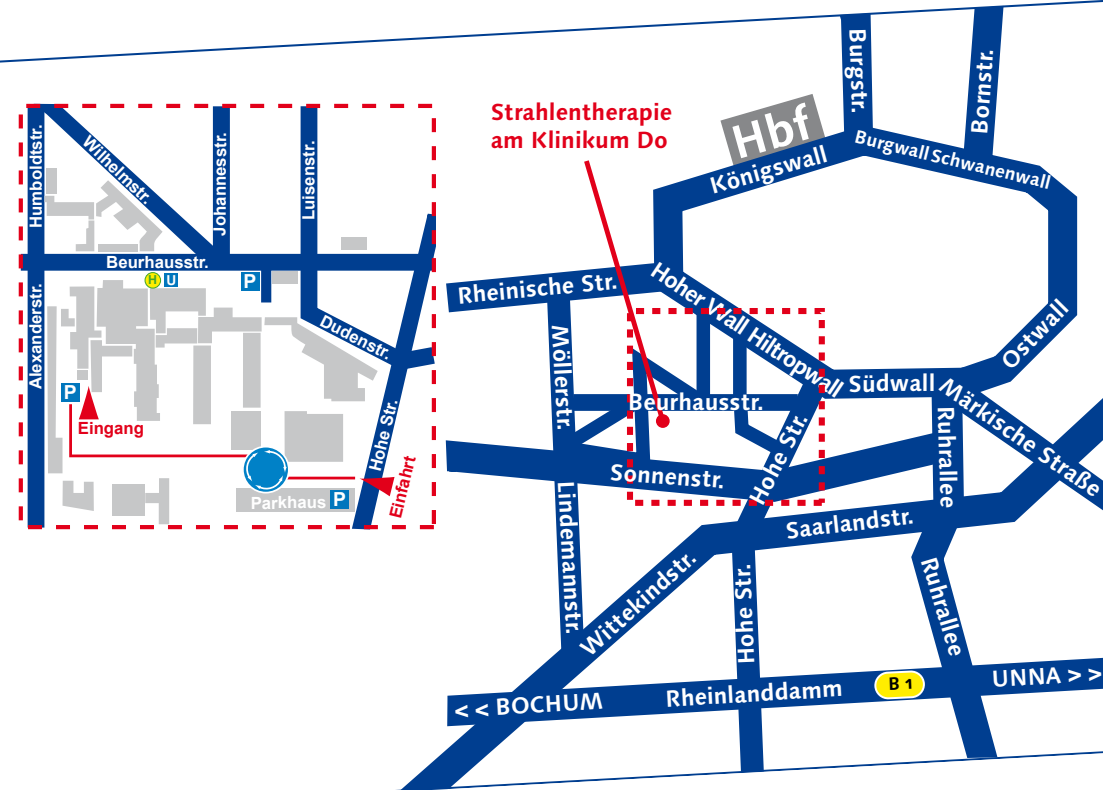 Strahlentherapie
am Klinikum Do
Hbf
Burgstr.
Bornstr.
Königswall
Burgwall Schwanenwall
Rheinische Str.
Hoher Wall Hiltropwall
Südwall
Ostwall
Märkische Straße
Möllerstr.
Beurhausstr.
Hohe Str.
Ruhrallee
Sonnenstr.
Saarlandstr.
Lindemannstr.
Wittekindstr.
Hohe Str.
Ruhrallee
< < BOCHUM
Rheinlanddamm
B 1
UNNA > >
Humboldtstr.
Wilhelmstr.
Johannesstr.
Luisenstr.
Beurhausstr.
H
U
P
Alexanderstr.
Dudenstr.
P
Eingang
Hohe Str.
Einfahrt
Parkhaus
P